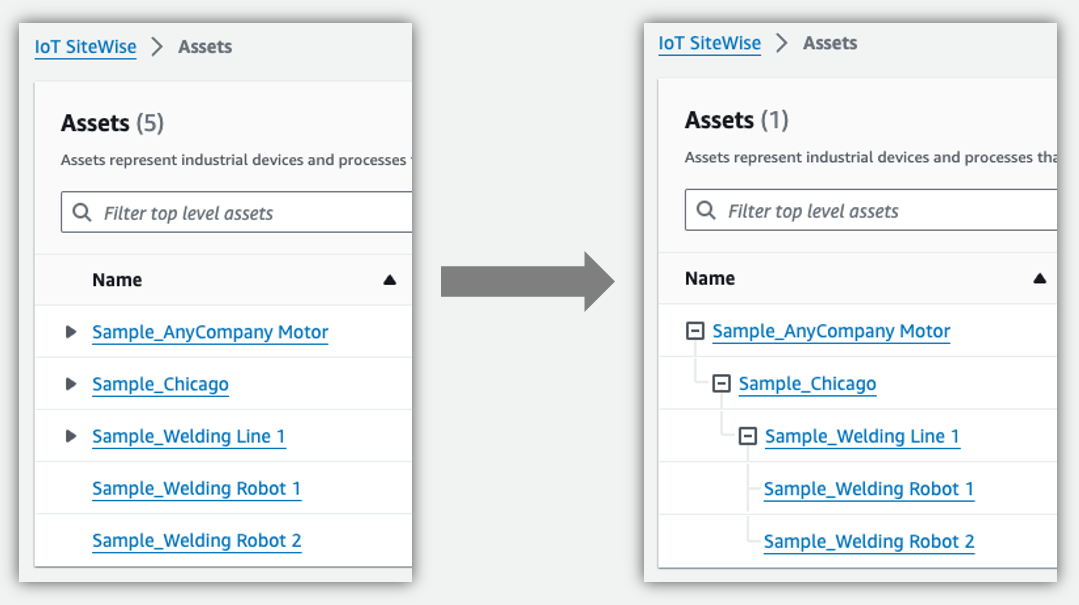 IoT SiteWise > Assets
Assets (5)
Assets represent industrial devices and processes
Filter top level assets
Name
Sample_AnyCompany Motor
Sample_Chicago
Sample_Welding Line 1
Sample_Welding Robot 1
Sample_Welding Robot 2
IoT SiteWise > Assets
Assets (1)
Assets represent industrial devices and processes
Filter top level assets
Name
Sample_AnyCompany Motor
Sample_Chicago
Sample_Welding Line 1
Sample_Welding Robot 1
Sample_Welding Robot 2